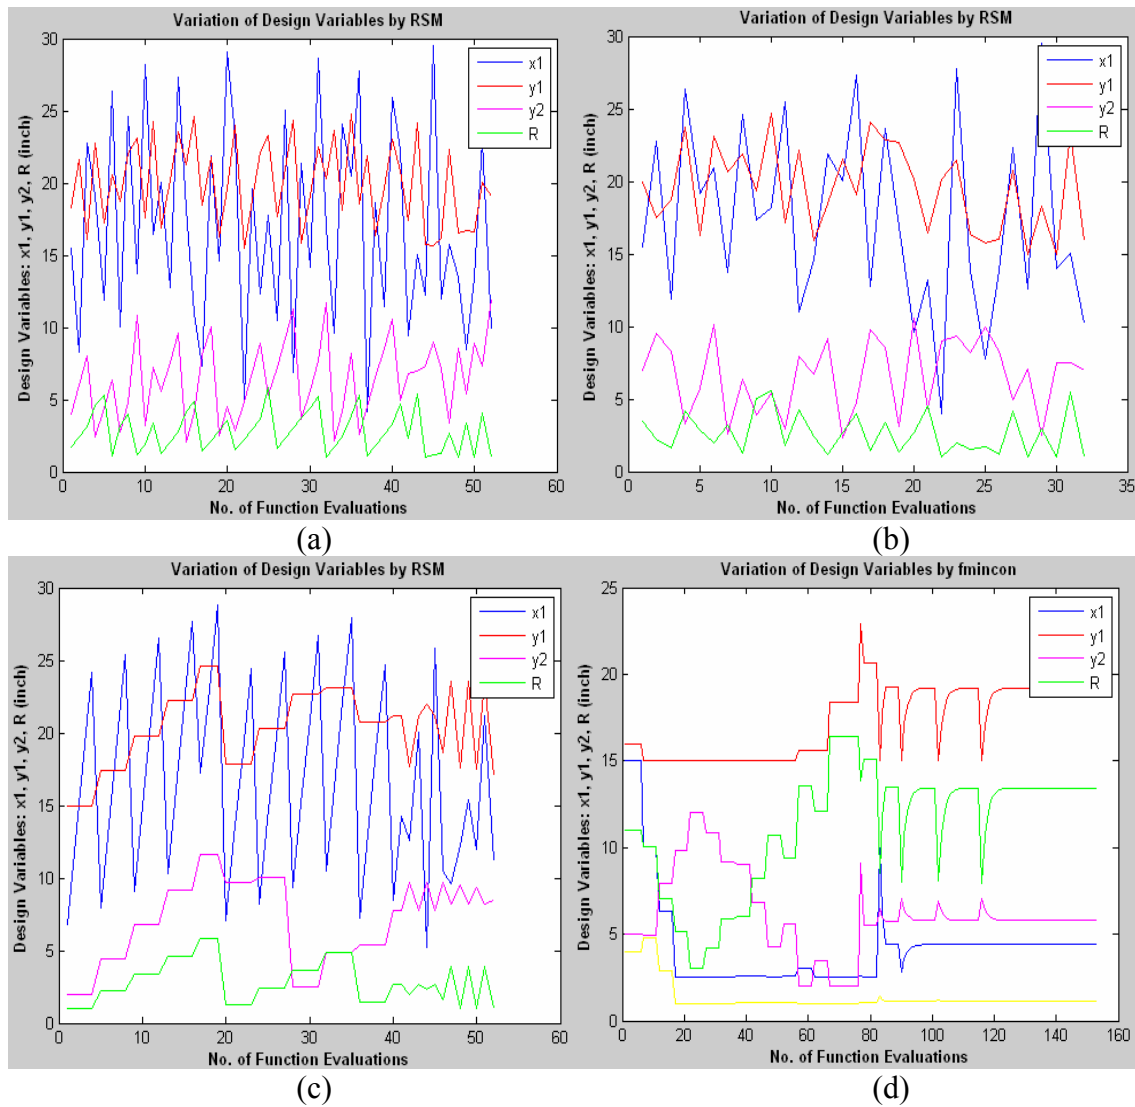 Variation of Design Variables by RSM
Design Variables: x1, y1, y2, R (inch)
30
25
20
15
10
5
0
0 10 20 30 40 50 60
No. of Function Evaluations
x1
y1
y2
R
(a)
Variation of Design Variables by RSM
Design Variables: x1, y1, y2, R (inch)
30
25
20
15
10
5
0
0 5 10 15 20 25 30 35
No. of Function Evaluations
x1
y1
y2
R
(b)
Variation of Design Variables by RSM
Design Variables: x1, y1, y2, R (inch)
30
25
20
15
10
5
0
0 10 20 30 40 50 60
No. of Function Evaluations
x1
y1
y2
R
(c)
Variation of Design Variables by fmincon
Design Variables: x1, y1, y2, R (inch)
25
20
15
10
5
0
0 20 40 60 80 100 120 140 160
No. of Function Evaluations
x1
y1
y2
R
(d)